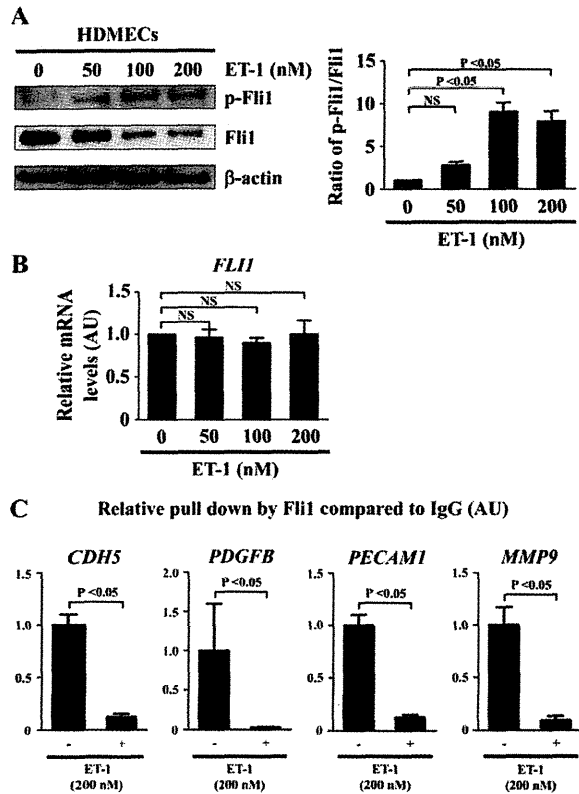 A
HDMECs
0 50 100 200 ET-1 (nM)
p-Fli1
Fli1
β-actin
Ratio of p-Fli1/Fli1
15
10
5
0
P <0.05
P <0.05
NS
0 50 100 200
ET-1 (nM)
B
FLI1
Relative mRNA
levels (AU)
1.5
1.0
0.5
0
NS
NS
NS
0 50 100 200
ET-1 (nM)
C Relative pull down by Fli1 compared to IgG (AU)
CDH5
1.5
1.0
0.5
0
P <0.05
- +
ET-1
(200 nM)
PDGFB
2.0
1.5
1.0
0.5
0
P <0.05
- +
ET-1
(200 nM)
PECAM1
1.5
1.0
0.5
0
P <0.05
- +
ET-1
(200 nM)
MMP9
1.5
1.0
0.5
0
P <0.05
- +
ET-1
(200 nM)